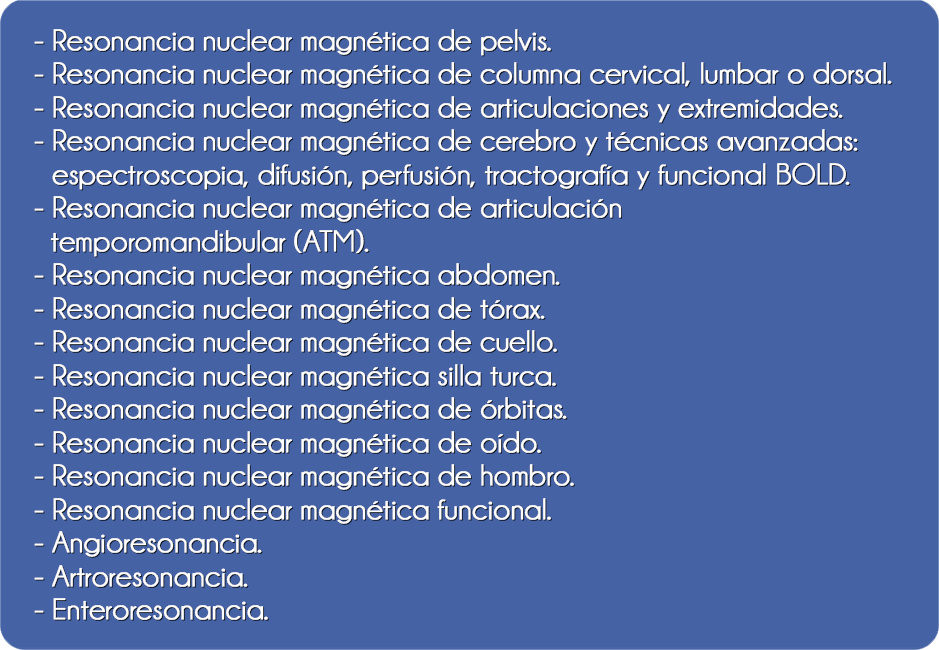 - Resonancia nuclear magnética de pelvis.
- Resonancia nuclear magnética de columna cervical, lumbar o dorsal.
- Resonancia nuclear magnética de articulaciones y extremidades.
- Resonancia nuclear magnética de cerebro y técnicas avanzadas:
espectroscopia, difusión, perfusión, tractografía y funcional BOLD.
- Resonancia nuclear magnética de articulación
temporomandibular (ATM).
- Resonancia nuclear magnética abdomen.
- Resonancia nuclear magnética de tórax.
- Resonancia nuclear magnética de cuello.
- Resonancia nuclear magnética silla turca.
- Resonancia nuclear magnética de órbitas.
- Resonancia nuclear magnética de oído.
- Resonancia nuclear magnética de hombro.
- Resonancia nuclear magnética funcional.
- Angioresonancia.
- Artroresonancia.
- Enteroresonancia.